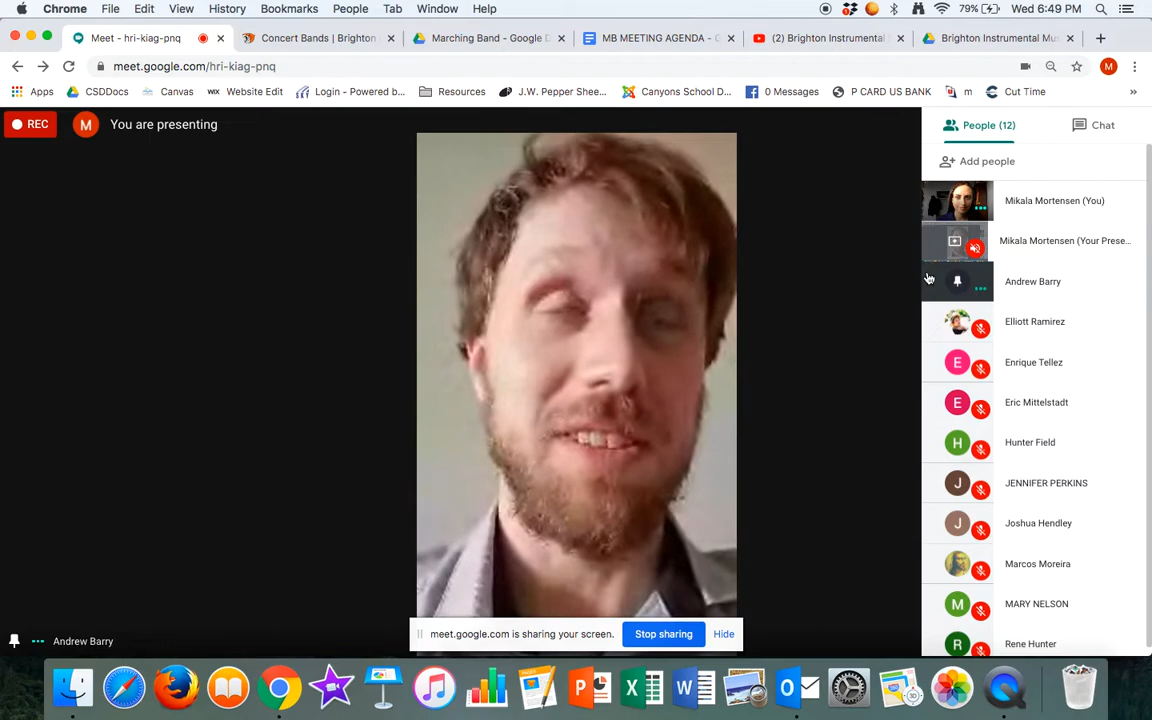 Chrome File Edit View History Bookmarks People Tab Window Help 79% Wed 6:49 PM
Meet - hri-kiag-pnq Concert Bands | Brighton Marching Band - Google D MB MEETING AGENDA - G (2) Brighton Instrumental Brighton Instrumental Mus
meet.google.com/hri-kiag-pnq M
Apps CSDDocs Canvas WIX Website Edit Login - Powered b... Resources J.W. Pepper Shee... Canyons School D... 0 Messages P CARD US BANK m Cut Time
REC M You are presenting
People (12) Chat
Add people
Mikala Mortensen (You)
Mikala Mortensen (Your Prese...
Andrew Barry
Elliott Ramirez
E Enrique Tellez
E Eric Mittelstadt
H Hunter Field
J JENNIFER PERKINS
J Joshua Hendley
Marcos Moreira
M MARY NELSON
R Rene Hunter
meet.google.com is sharing your screen. Stop sharing Hide
Andrew Barry